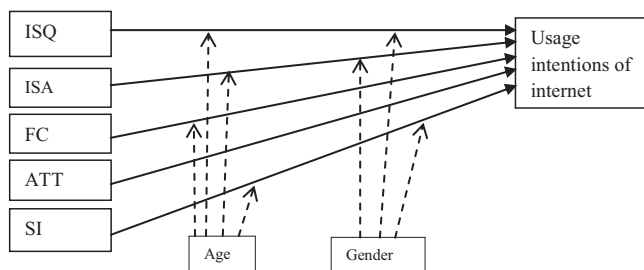 ISQ
ISA
FC
ATT
SI
Usage
intentions of
internet
Age
Gender